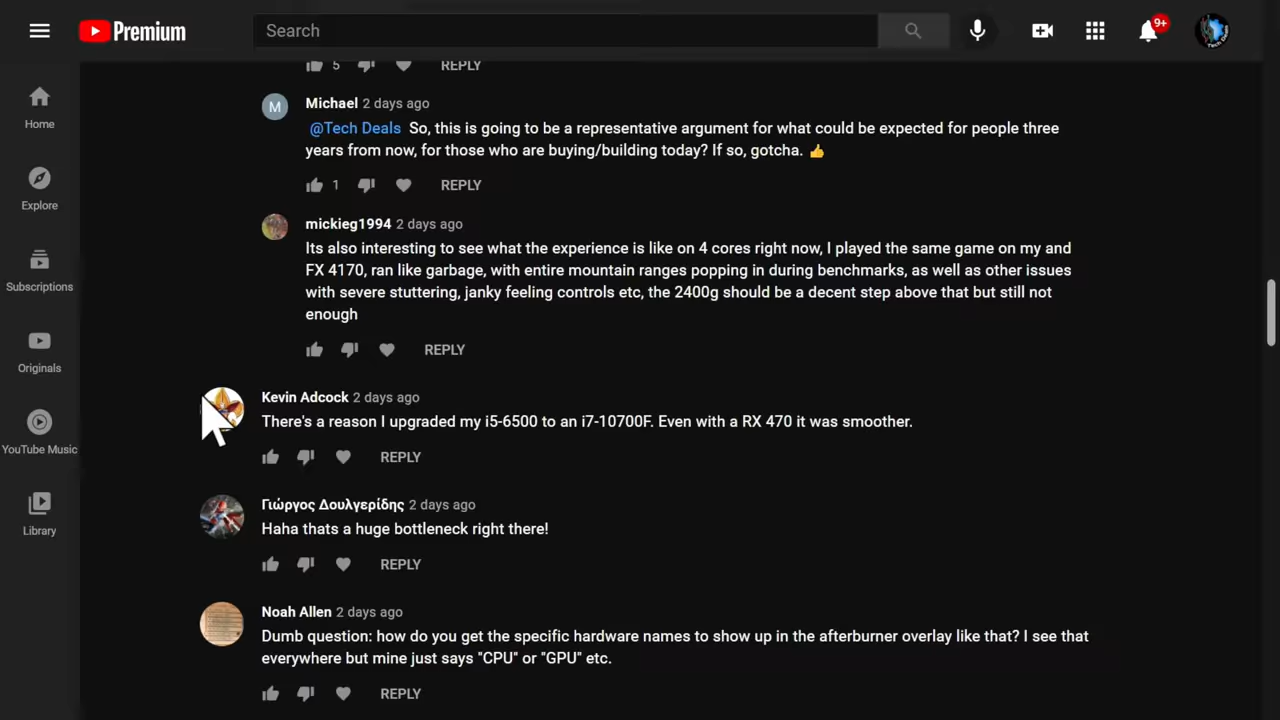 Premium
Search
9+
Home
Explore
Subscriptions
Originals
YouTube Music
Library
5 REPLY
M
Michael 2 days ago
@Tech Deals So, this is going to be a representative argument for what could be expected for people three
years from now, for those who are buying/building today? If so, gotcha. 👍
1 REPLY
mickieg1994 2 days ago
Its also interesting to see what the experience is like on 4 cores right now, I played the same game on my and
FX 4170, ran like garbage, with entire mountain ranges popping in during benchmarks, as well as other issues
with severe stuttering, janky feeling controls etc, the 2400g should be a decent step above that but still not
enough
REPLY
Kevin Adcock 2 days ago
There's a reason I upgraded my i5-6500 to an i7-10700F. Even with a RX 470 it was smoother.
REPLY
Γιώργος Δουλγερίδης 2 days ago
Haha thats a huge bottleneck right there!
REPLY
Noah Allen 2 days ago
Dumb question: how do you get the specific hardware names to show up in the afterburner overlay like that? I see that
everywhere but mine just says "CPU" or "GPU" etc.
REPLY